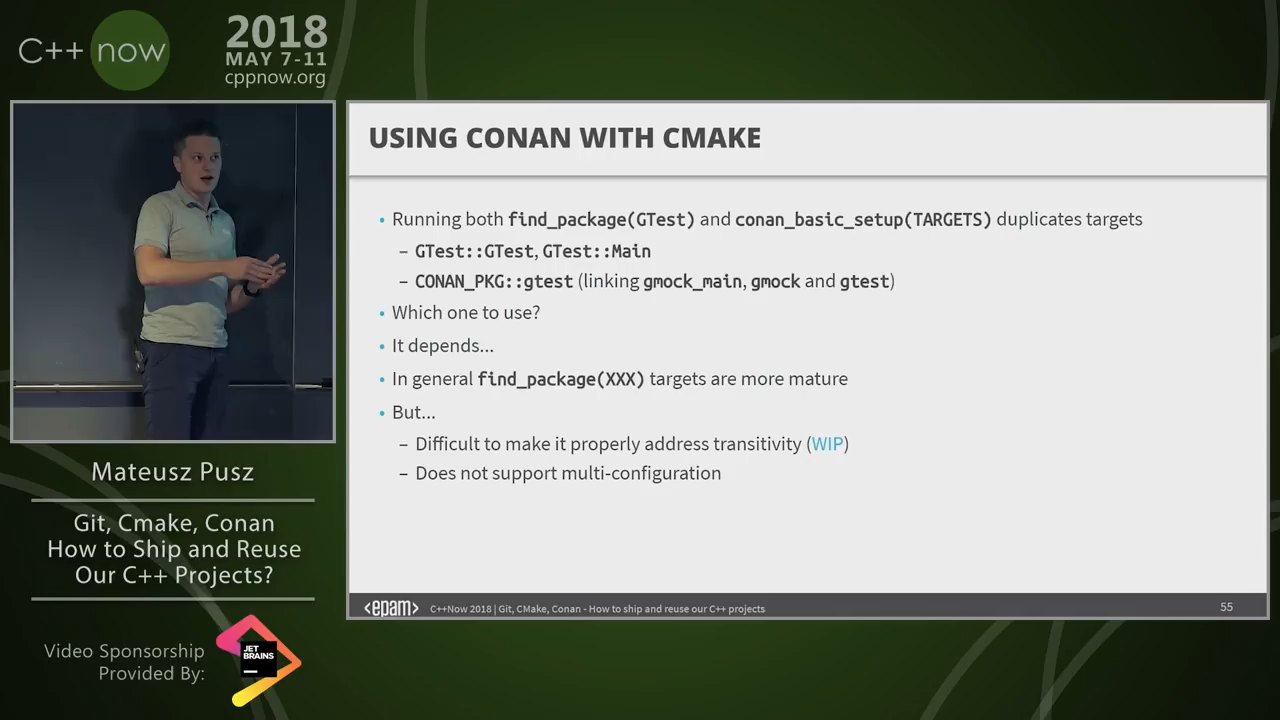 C++ now
2018
MAY 7-11
cppnow.org
USING CONAN WITH CMAKE
• Running both find_package(GTest) and conan_basic_setup(TARGETS) duplicates targets
– GTest::GTest, GTest::Main
– CONAN_PKG::gtest (linking gmock_main, gmock and gtest)
• Which one to use?
• It depends...
• In general find_package(XXX) targets are more mature
• But...
– Difficult to make it properly address transitivity (WIP)
– Does not support multi-configuration
<epam> C++Now 2018 | Git, CMake, Conan - How to ship and reuse our C++ projects 55
Mateusz Pusz
Git, Cmake, Conan
How to Ship and Reuse
Our C++ Projects?
Video Sponsorship
Provided By:
JET
BRAINS